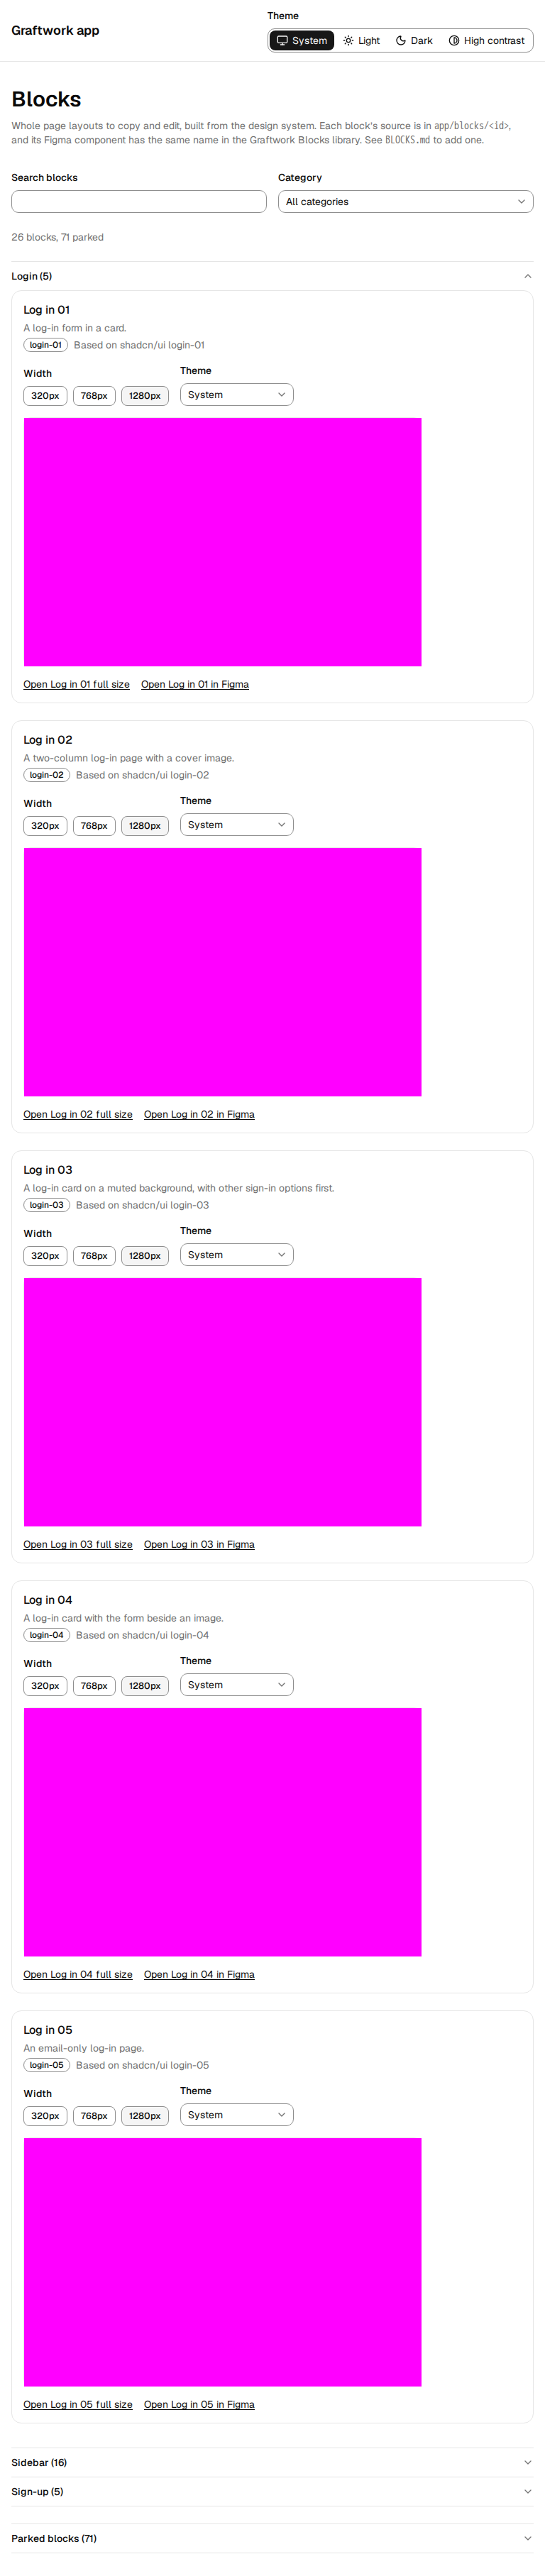 Graftwork app
Theme
System
Light
Dark
High contrast
Blocks
Whole page layouts to copy and edit, built from the design system. Each block's source is in app/blocks/<id>,
and its Figma component has the same name in the Graftwork Blocks library. See BLOCKS.md to add one.
Search blocks
Category
All categories
26 blocks, 71 parked
Login (5)
Log in 01
A log-in form in a card.
login-01 Based on shadcn/ui login-01
Width
Theme
320px 768px 1280px System
Open Log in 01 full size Open Log in 01 in Figma
Log in 02
A two-column log-in page with a cover image.
login-02 Based on shadcn/ui login-02
Width
Theme
320px 768px 1280px System
Open Log in 02 full size Open Log in 02 in Figma
Log in 03
A log-in card on a muted background, with other sign-in options first.
login-03 Based on shadcn/ui login-03
Width
Theme
320px 768px 1280px System
Open Log in 03 full size Open Log in 03 in Figma
Log in 04
A log-in card with the form beside an image.
login-04 Based on shadcn/ui login-04
Width
Theme
320px 768px 1280px System
Open Log in 04 full size Open Log in 04 in Figma
Log in 05
An email-only log-in page.
login-05 Based on shadcn/ui login-05
Width
Theme
320px 768px 1280px System
Open Log in 05 full size Open Log in 05 in Figma
Sidebar (16)
Sign-up (5)
Parked blocks (71)